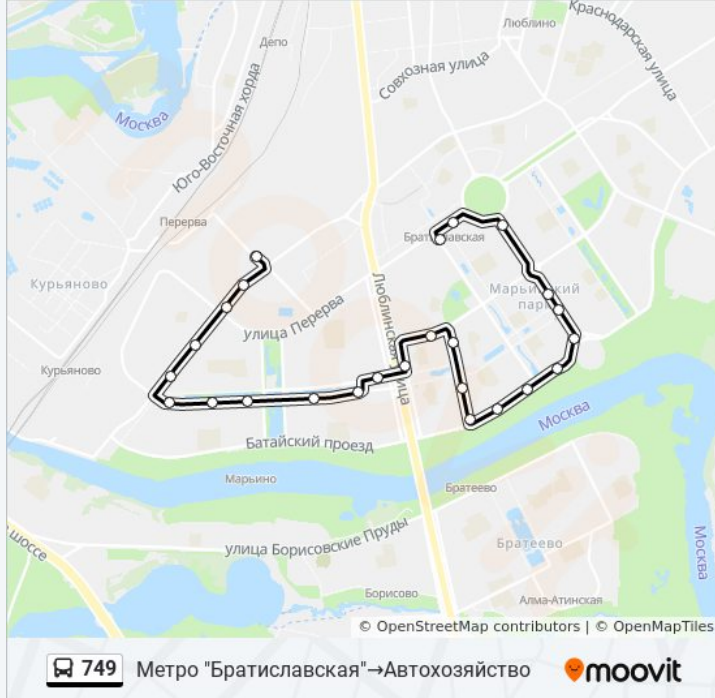 Люблино
Краснодарская улица
Депо
Совхозная улица
Москва
Юго-Восточная хорда
Перерва
Братиславская
Курьяново
Марьинский
парк
улица Перерва
Люблинская улица
Курьяново
Москва
Батайский проезд
Марьино
Братеево
Москва
шоссе
улица Борисовские Пруды
Братеево
Борисово
Алма-Атинская
© OpenStreetMap contributors | © OpenMapTiles
749 Метро "Братиславская"→Автохозяйство moovit